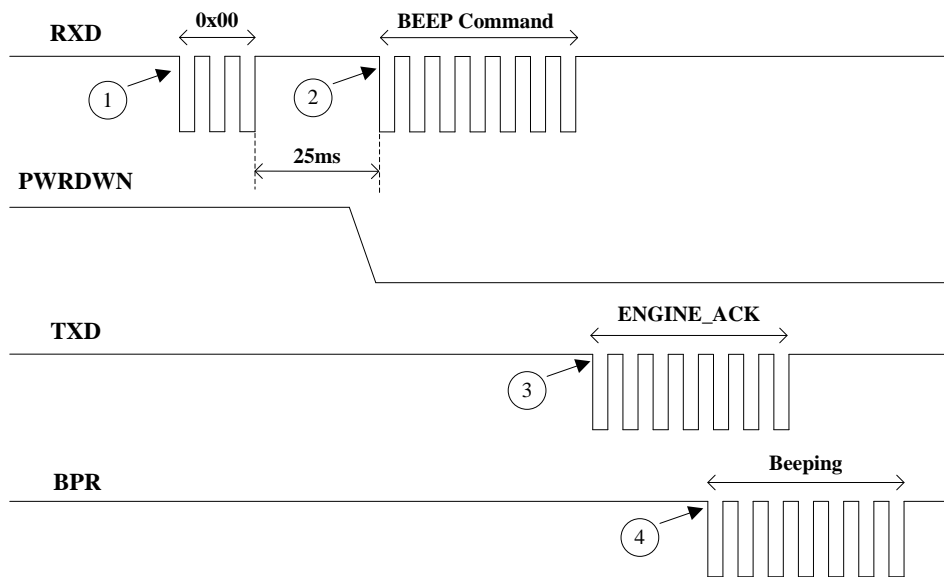 0x00
BEEP Command
RXD
1
2
25ms
PWRDWN
ENGINE_ACK
TXD
3
Beeping
BPR
4